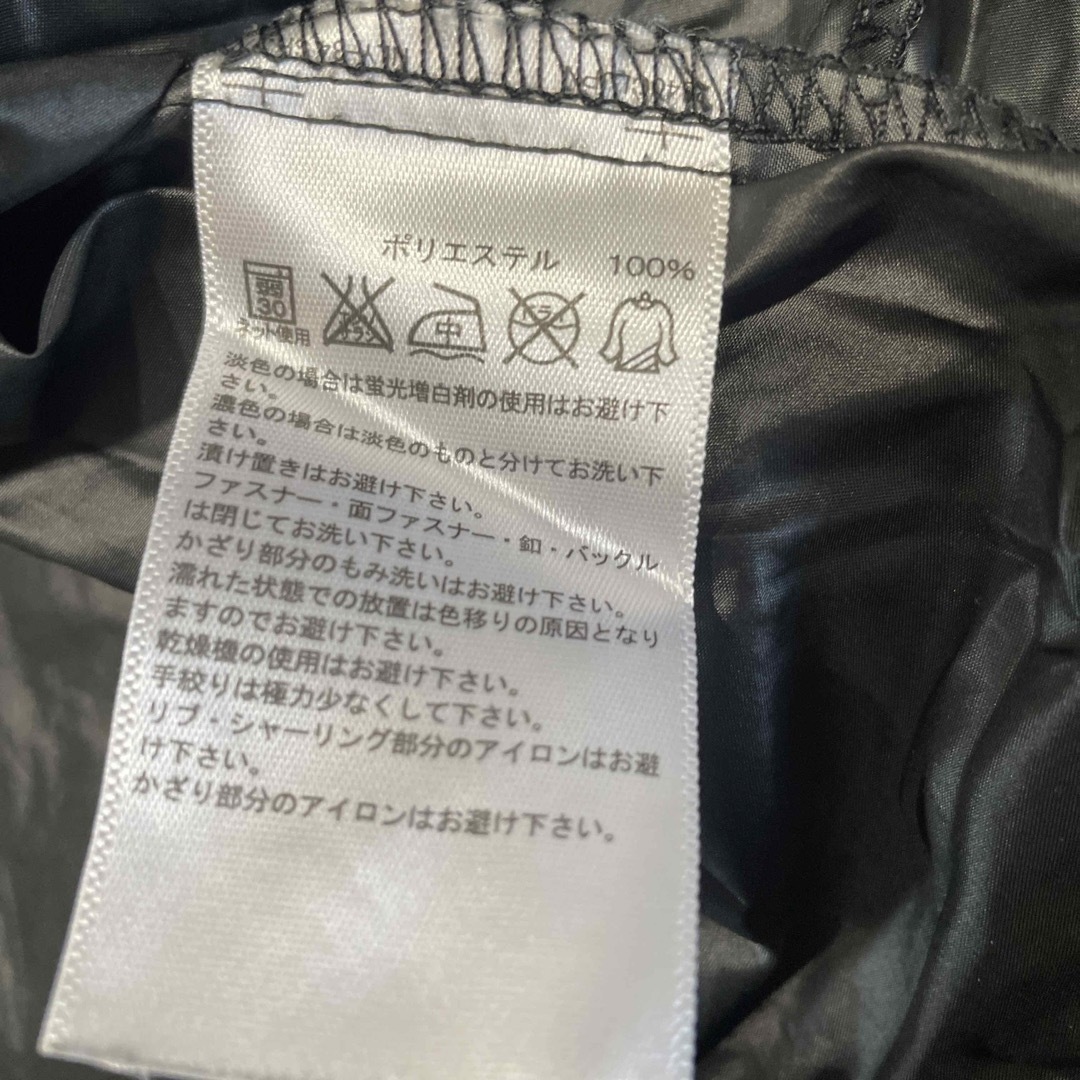 ポリエステル 100%
弱
30
ネット使用
エンソ
サラシ
中
ドライ
淡色の場合は蛍光増白剤の使用はお避け下
さい。
濃色の場合は淡色のものと分けてお洗い下
さい。
漬け置きはお避け下さい。
ファスナー・面ファスナー・釦・バックル
は閉じてお洗い下さい。
かざり部分のもみ洗いはお避け下さい。
濡れた状態での放置は色移りの原因となり
ますのでお避け下さい。
乾燥機の使用はお避け下さい。
手絞りは極力少なくして下さい。
リブ・シャーリング部分のアイロンはお避
け下さい。
かざり部分のアイロンはお避け下さい。